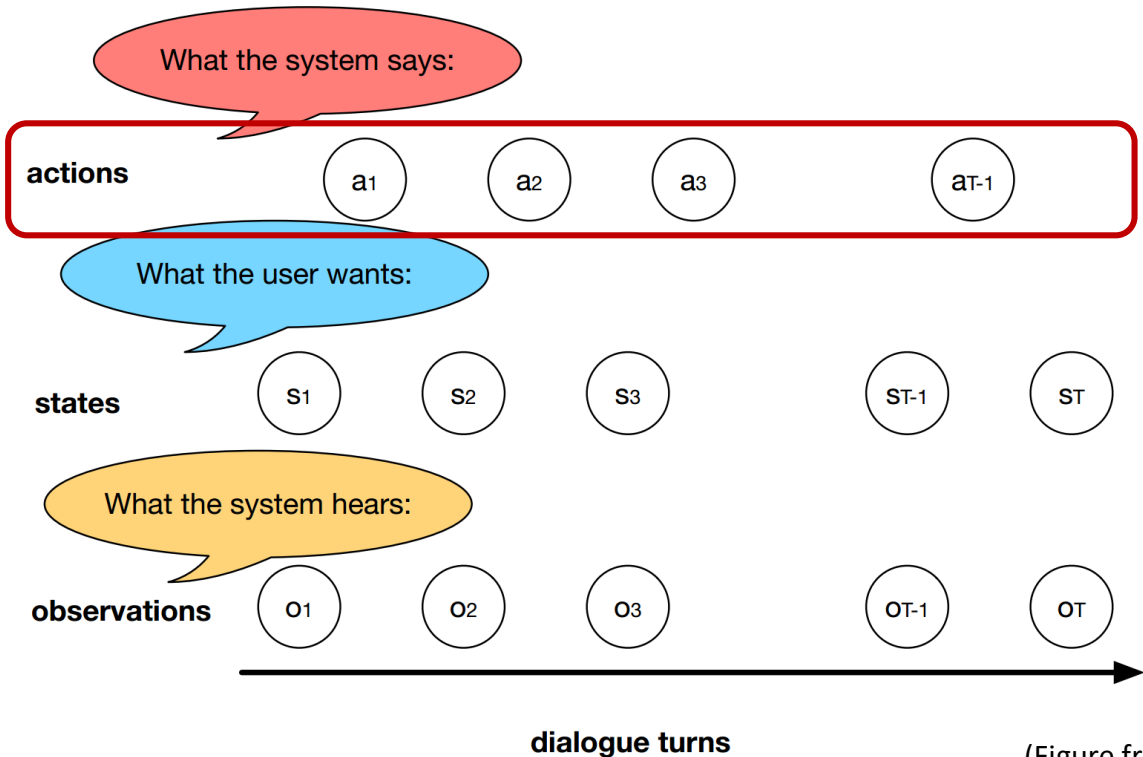 What the system says:
actions a1 a2 a3 aT-1
What the user wants:
states s1 s2 s3 sT-1 sT
What the system hears:
observations o1 o2 o3 oT-1 oT
dialogue turns
(Figure